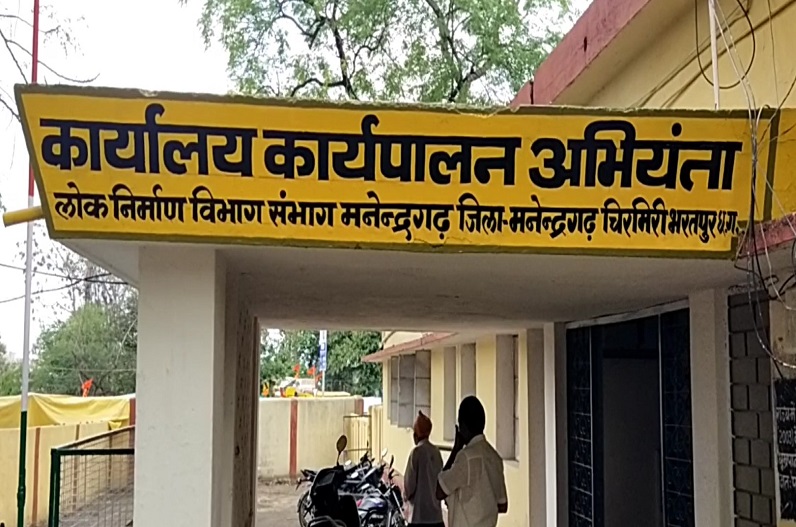 कार्यालय कार्यपालन अभियंता
लोक निर्माण विभाग संभाग मनेन्द्रगढ़ जिला-मनेन्द्रगढ़ चिरमिरी भरतपुर छ.ग.